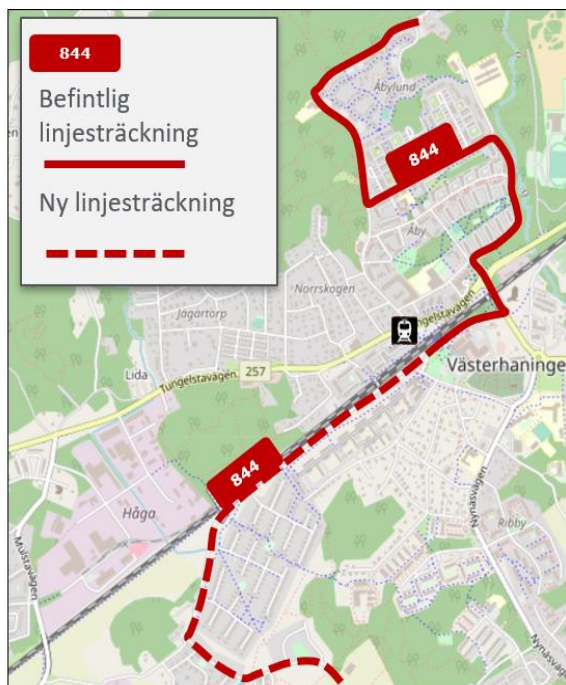 844
Befintlig
linjesträckning
Ny linjesträckning
Åbylund
844
Åby
Norrskogen
Jägartorp
Tungelstavägen
Västerhaninge
Lida
Tungelstavägen
257
844
Håga
Nynäsvägen
Ribby
Mulstavägen
Nynäsvägen